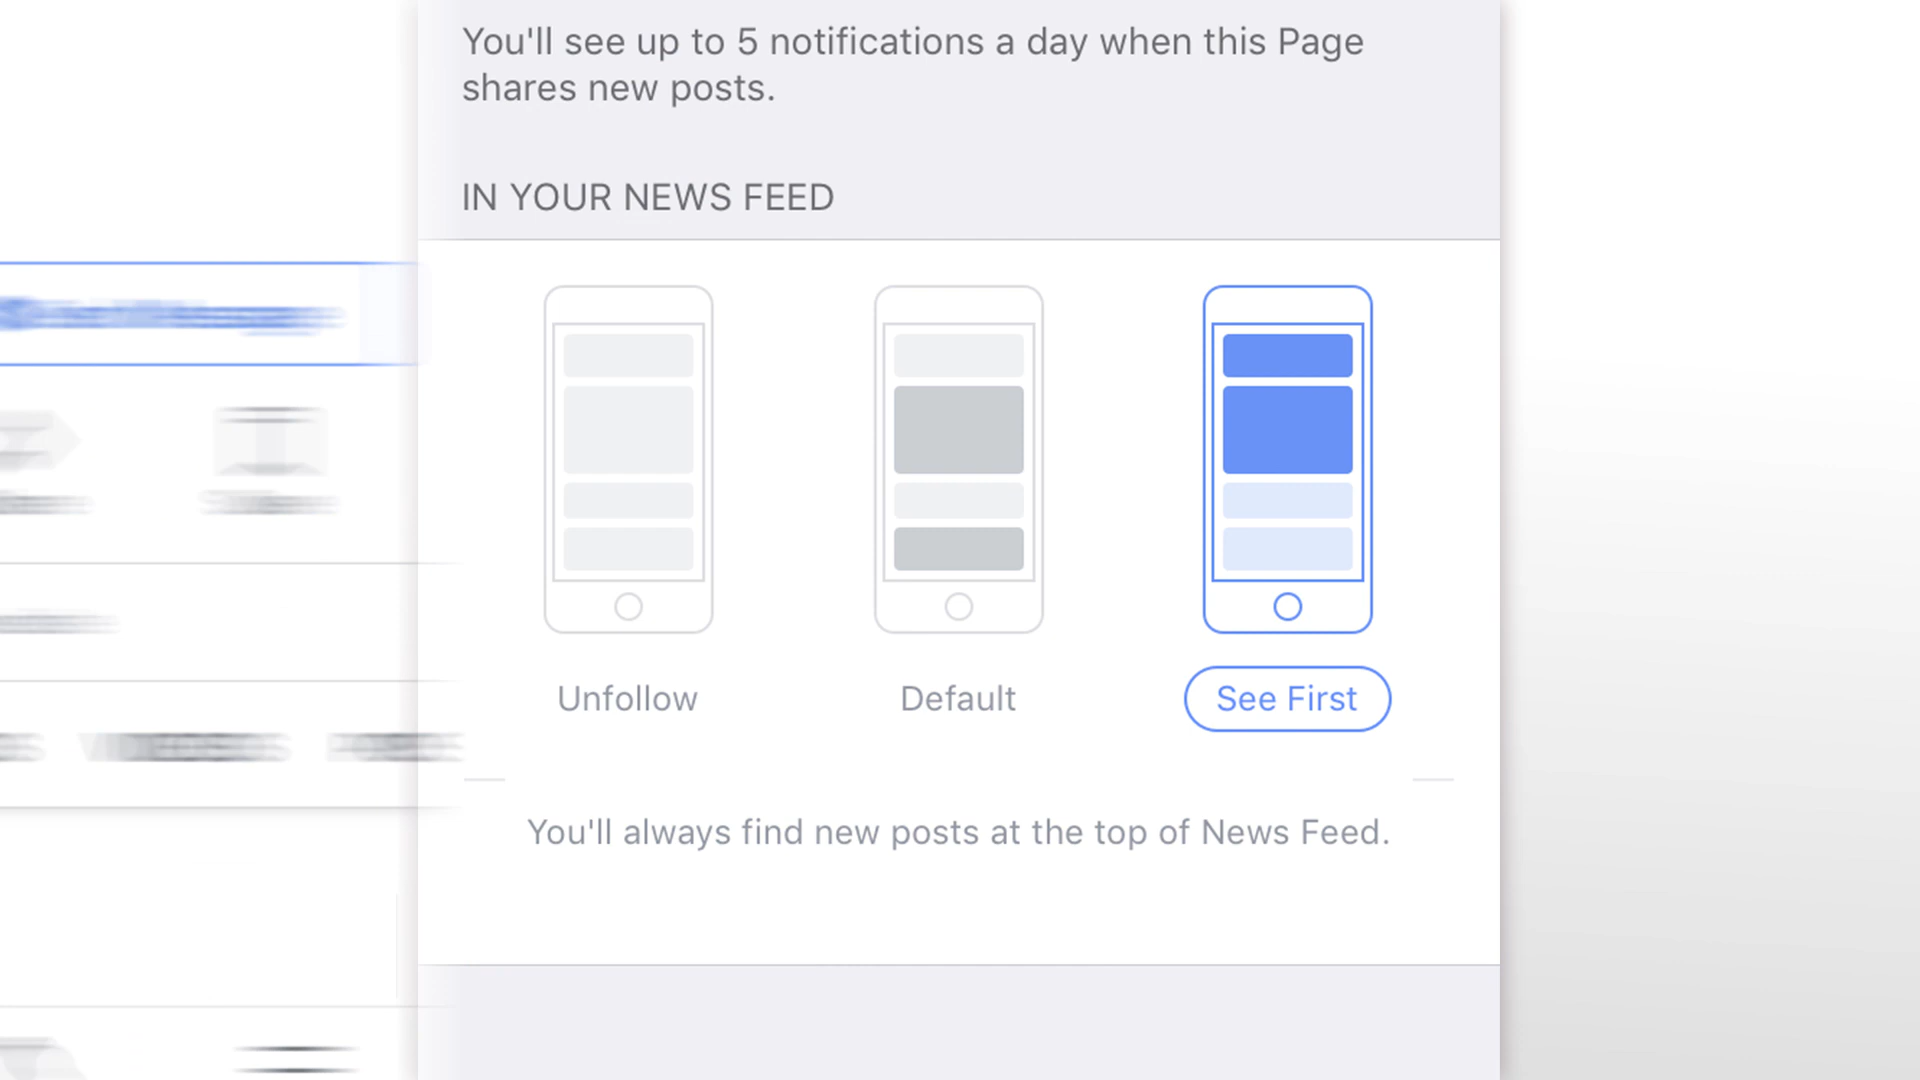 You'll see up to 5 notifications a day when this Page
shares new posts.
IN YOUR NEWS FEED
Unfollow
Default
See First
You'll always find new posts at the top of News Feed.